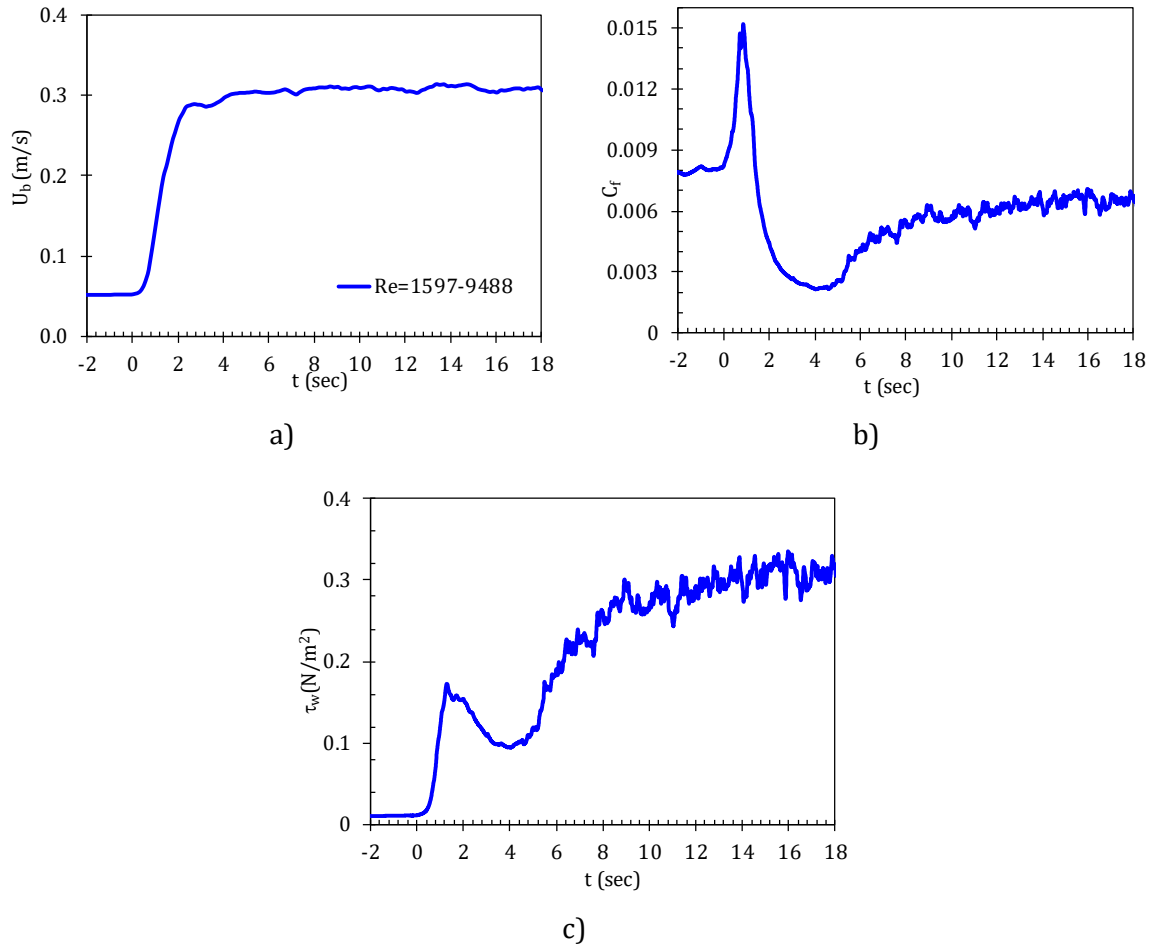 0.4
0.3
0.2
0.1
0.0
U_b (m/s)
Re=1597-9488
-2 0 2 4 6 8 10 12 14 16 18
t (sec)
a)
0.015
0.012
0.009
0.006
0.003
0
C_f
-2 0 2 4 6 8 10 12 14 16 18
t (sec)
b)
0.4
0.3
0.2
0.1
0
τ_w(N/m²)
-2 0 2 4 6 8 10 12 14 16 18
t (sec)
c)